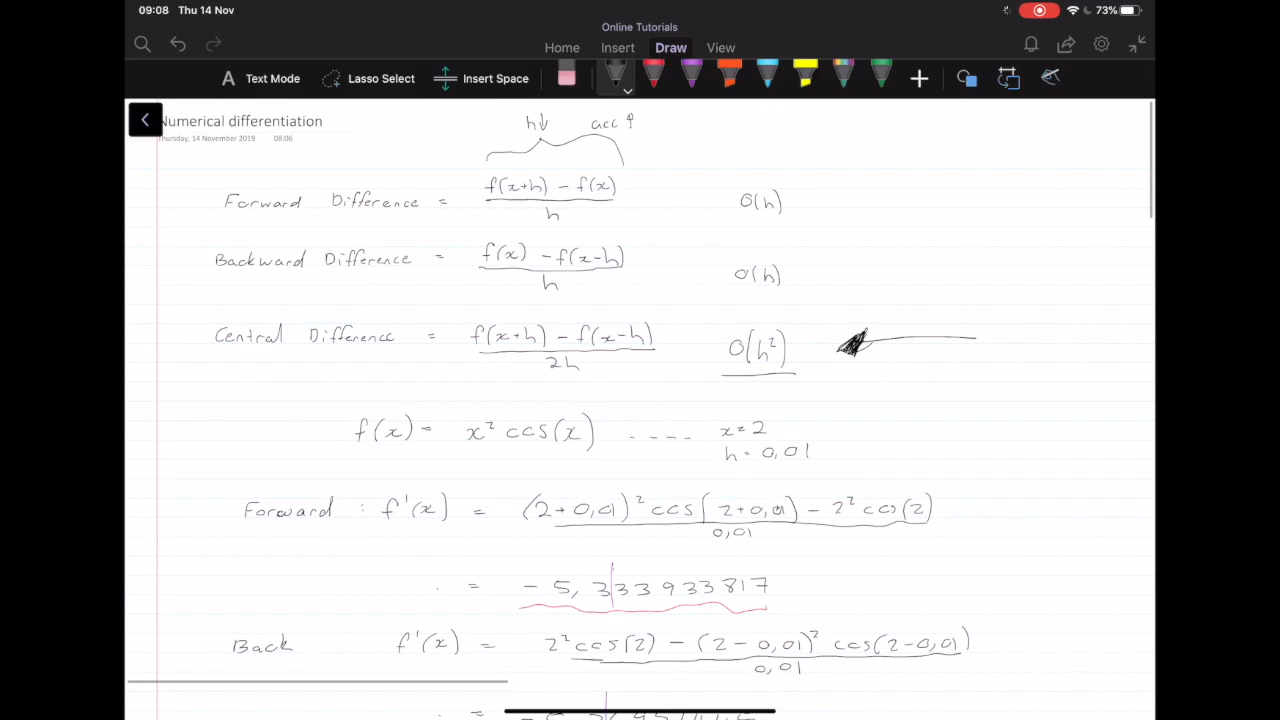 09:08 Thu 14 Nov 73%
Online Tutorials
Home Insert Draw View
A Text Mode Lasso Select Insert Space
Numerical differentiation
Thursday, 14 November 2019 08:06
h↓ acc ↑
Forward Difference = f(x+h) - f(x) / h O(h)
Backward Difference = f(x) - f(x-h) / h O(h)
Central Difference = f(x+h) - f(x-h) / 2h O(h²)
f(x) = x² cos(x) .... x = 2
h = 0,01
Forward : f'(x) = (2+0,01)² cos(2+0,01) - 2² cos(2) / 0,01
= - 5, 333933817
Back f'(x) = 2² cos(2) - (2-0,01)² cos(2-0,01) / 0,01